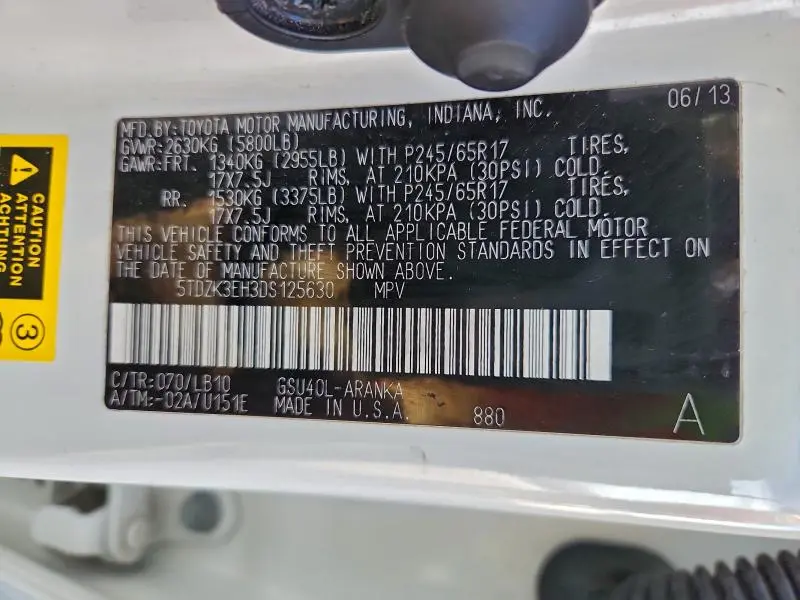 06/13
MFD.BY:TOYOTA MOTOR MANUFACTURING, INDIANA, INC.
GVWR:2630KG (5800LB)
GAWR:FRT. 1340KG (2955LB) WITH P245/65R17 TIRES,
17X7.5J RIMS, AT 210KPA (30PSI) COLD.
RR. 1530KG (3375LB) WITH P245/65R17 TIRES,
17X7.5J RIMS, AT 210KPA (30PSI) COLD.
THIS VEHICLE CONFORMS TO ALL APPLICABLE FEDERAL MOTOR
VEHICLE SAFETY AND THEFT PREVENTION STANDARDS IN EFFECT ON
THE DATE OF MANUFACTURE SHOWN ABOVE.
5TDZK3EH3DS125630 MPV
C/TR:070/LB10 GSU40L-ARANKA
A/TM:-02A/U151E MADE IN U.S.A. 880
A
CAUTION
ATTENTION
ACHTUNG
3